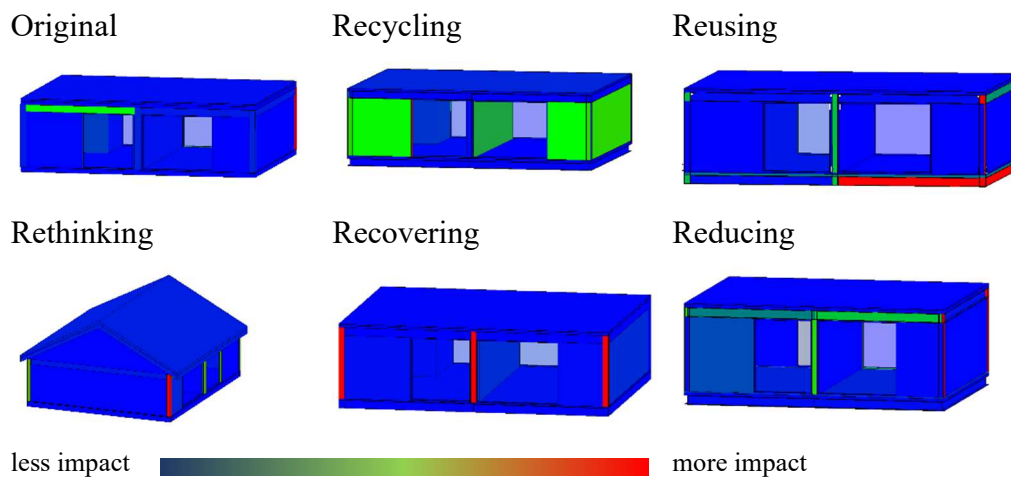 Original
Recycling
Reusing
Rethinking
Recovering
Reducing
less impact
more impact